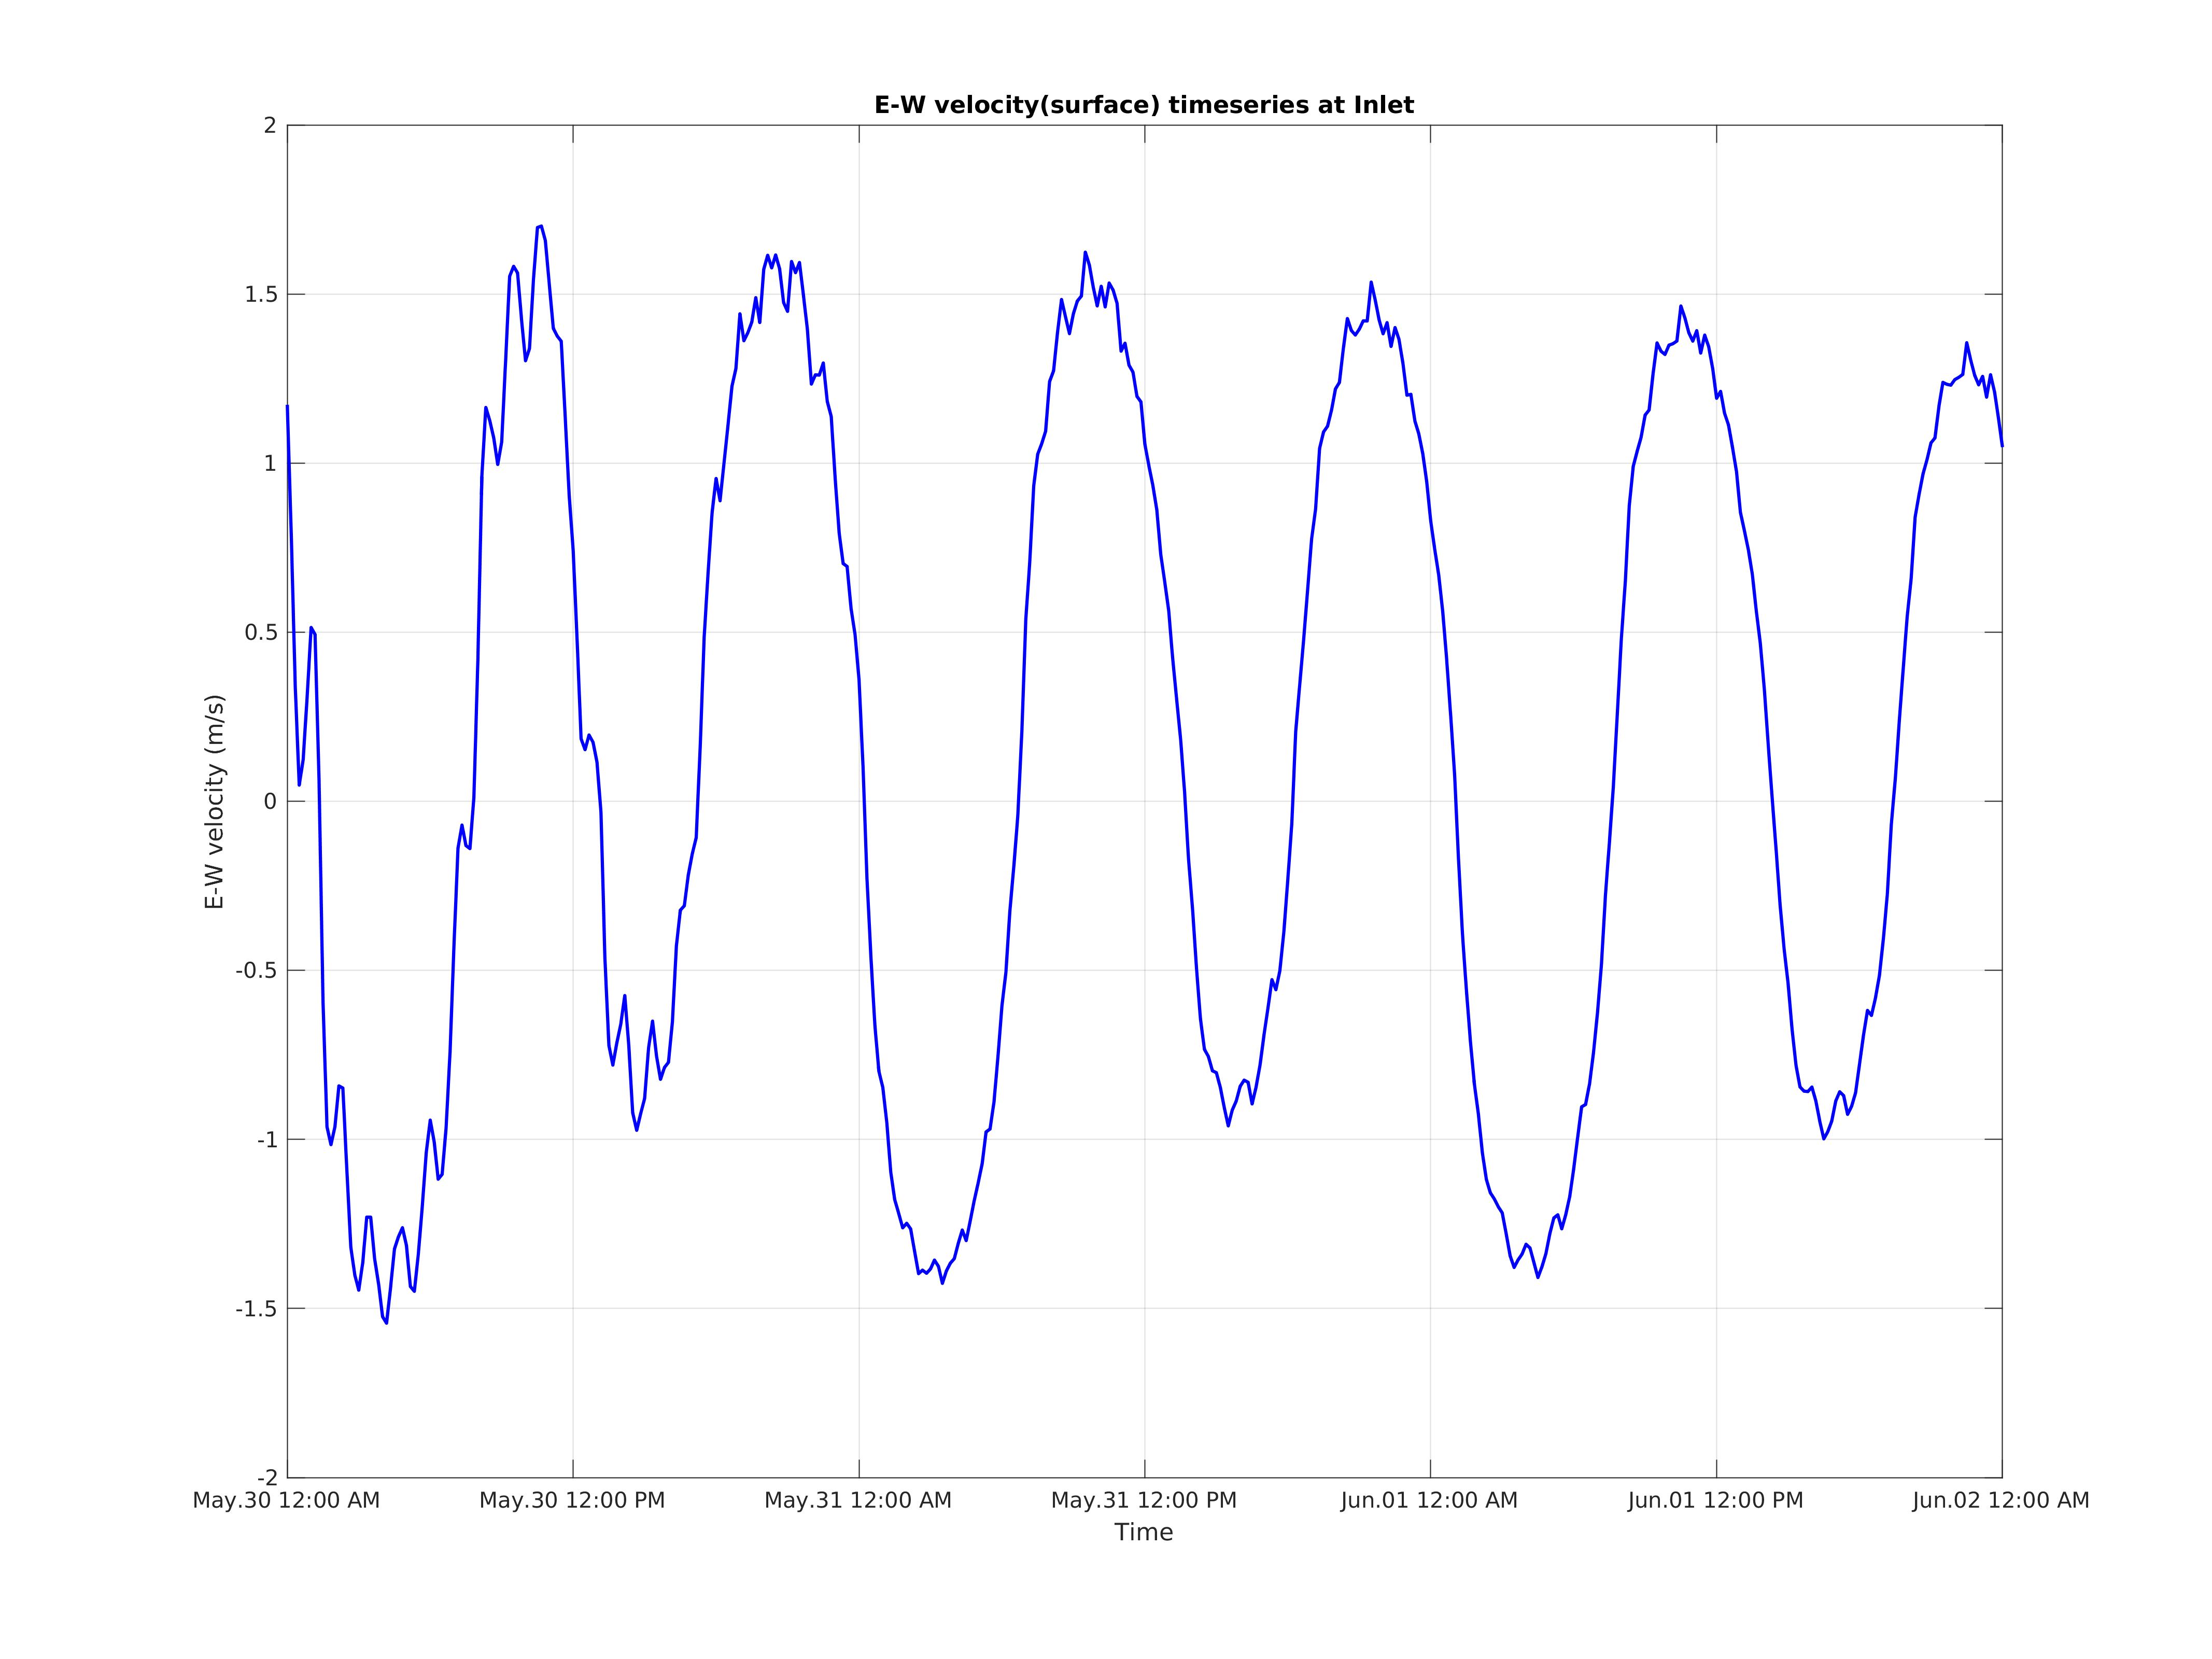 E-W velocity(surface) timeseries at Inlet
2
1.5
1
0.5
0
-0.5
-1
-1.5
-2
E-W velocity (m/s)
May.30 12:00 AM May.30 12:00 PM May.31 12:00 AM May.31 12:00 PM Jun.01 12:00 AM Jun.01 12:00 PM Jun.02 12:00 AM
Time